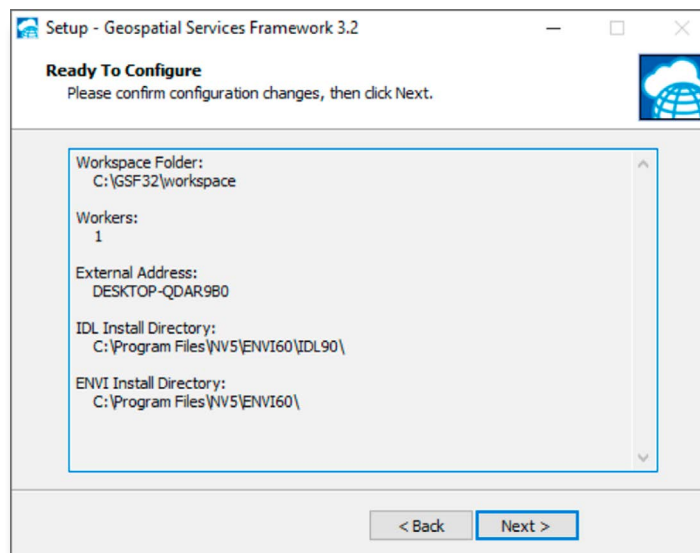 Setup - Geospatial Services Framework 3.2
Ready To Configure
Please confirm configuration changes, then click Next.
Workspace Folder:
C:\GSF32\workspace
Workers:
1
External Address:
DESKTOP-QDAR9B0
IDL Install Directory:
C:\Program Files\NV5\ENVI60\IDL90\
ENVI Install Directory:
C:\Program Files\NV5\ENVI60\
< Back
Next >